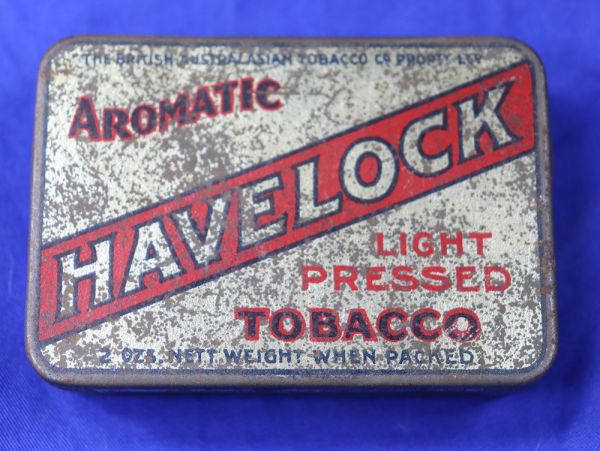 THE BRITISH AUSTRALASIAN TOBACCO CO PROPTY LTD
AROMATIC
HAVELOCK
LIGHT
PRESSED
TOBACCO
2 OZS. NETT WEIGHT WHEN PACKED